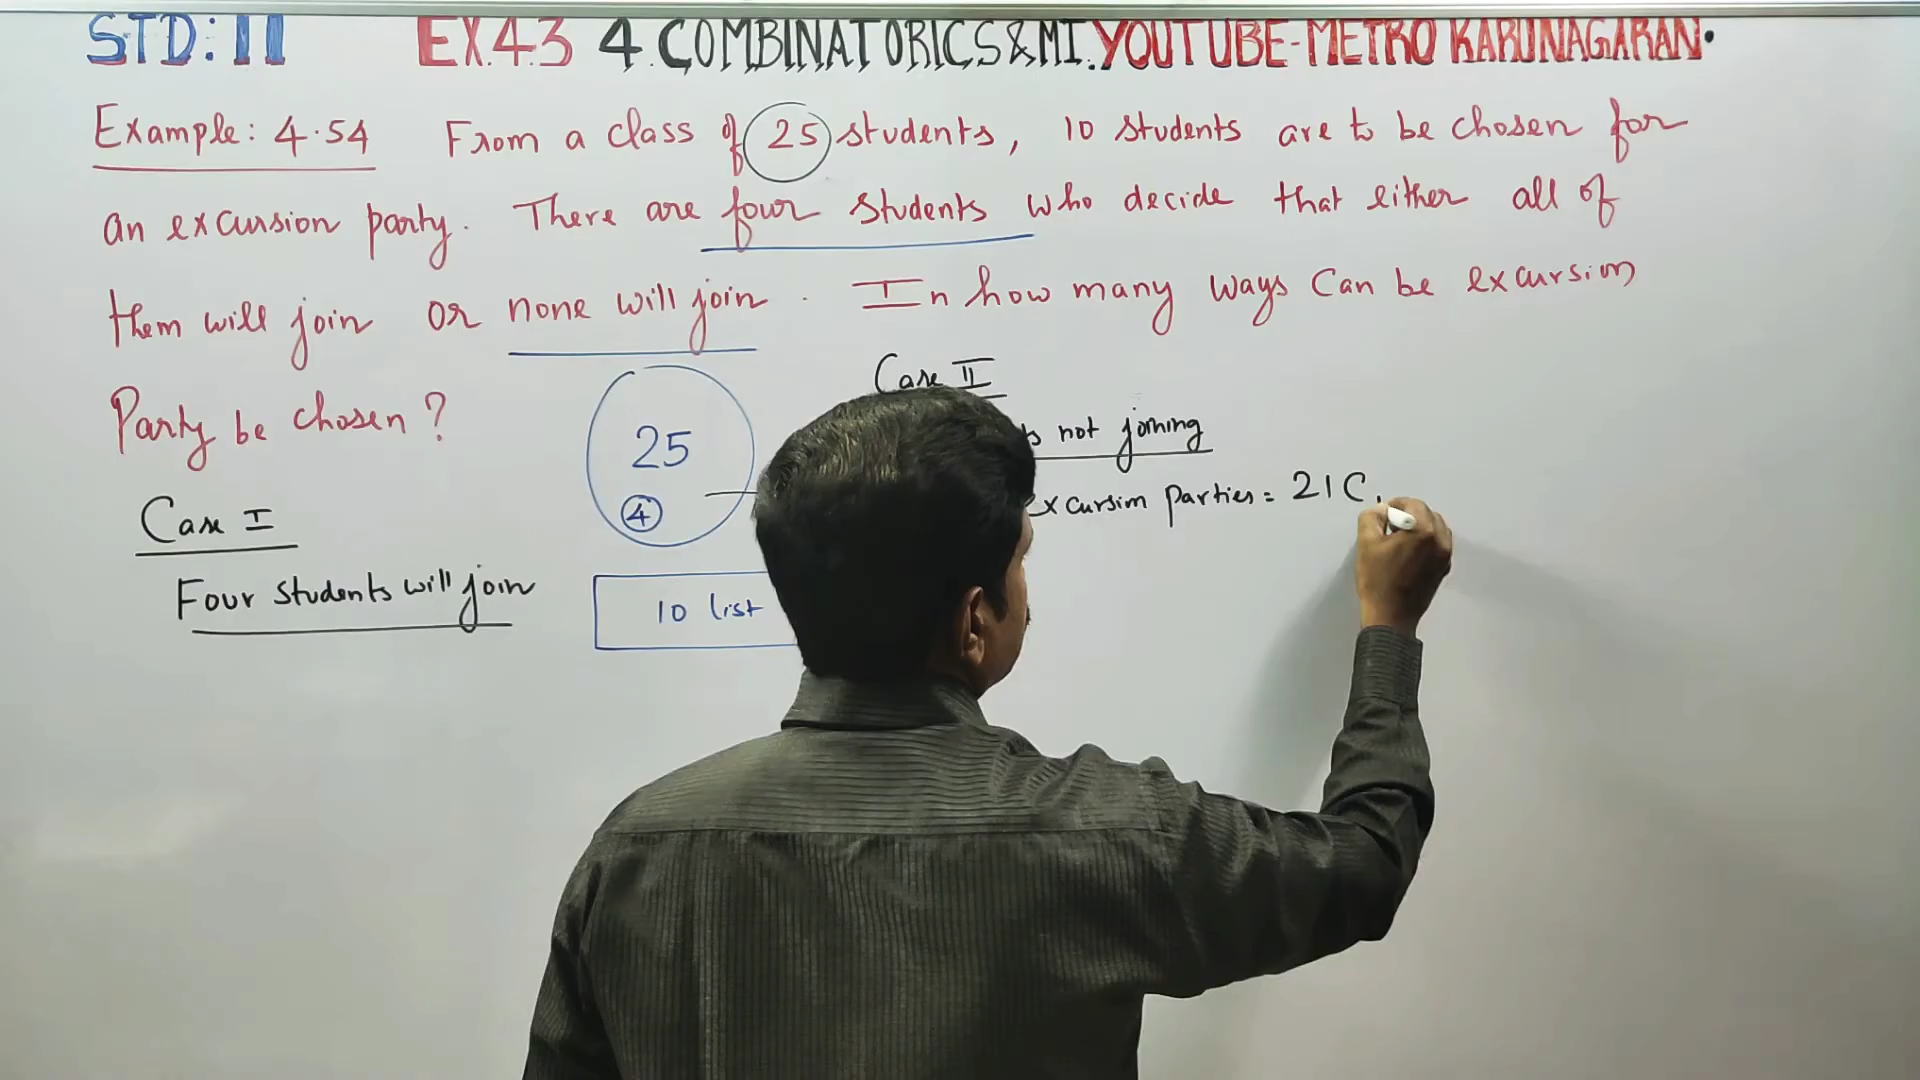 STD: 11 EX.4.3 4. COMBINATORICS & MI. YOUTUBE-METRO KARUNAGARAN.
Example: 4.54 From a class of 25 students, 10 students are to be chosen for
an excursion party. There are four students who decide that either all of
them will join or none will join. In how many ways can be excursion
Party be chosen?
Case I
Four students will join
25
4
10 list
Case II
not joining
xcursion parties = 21C